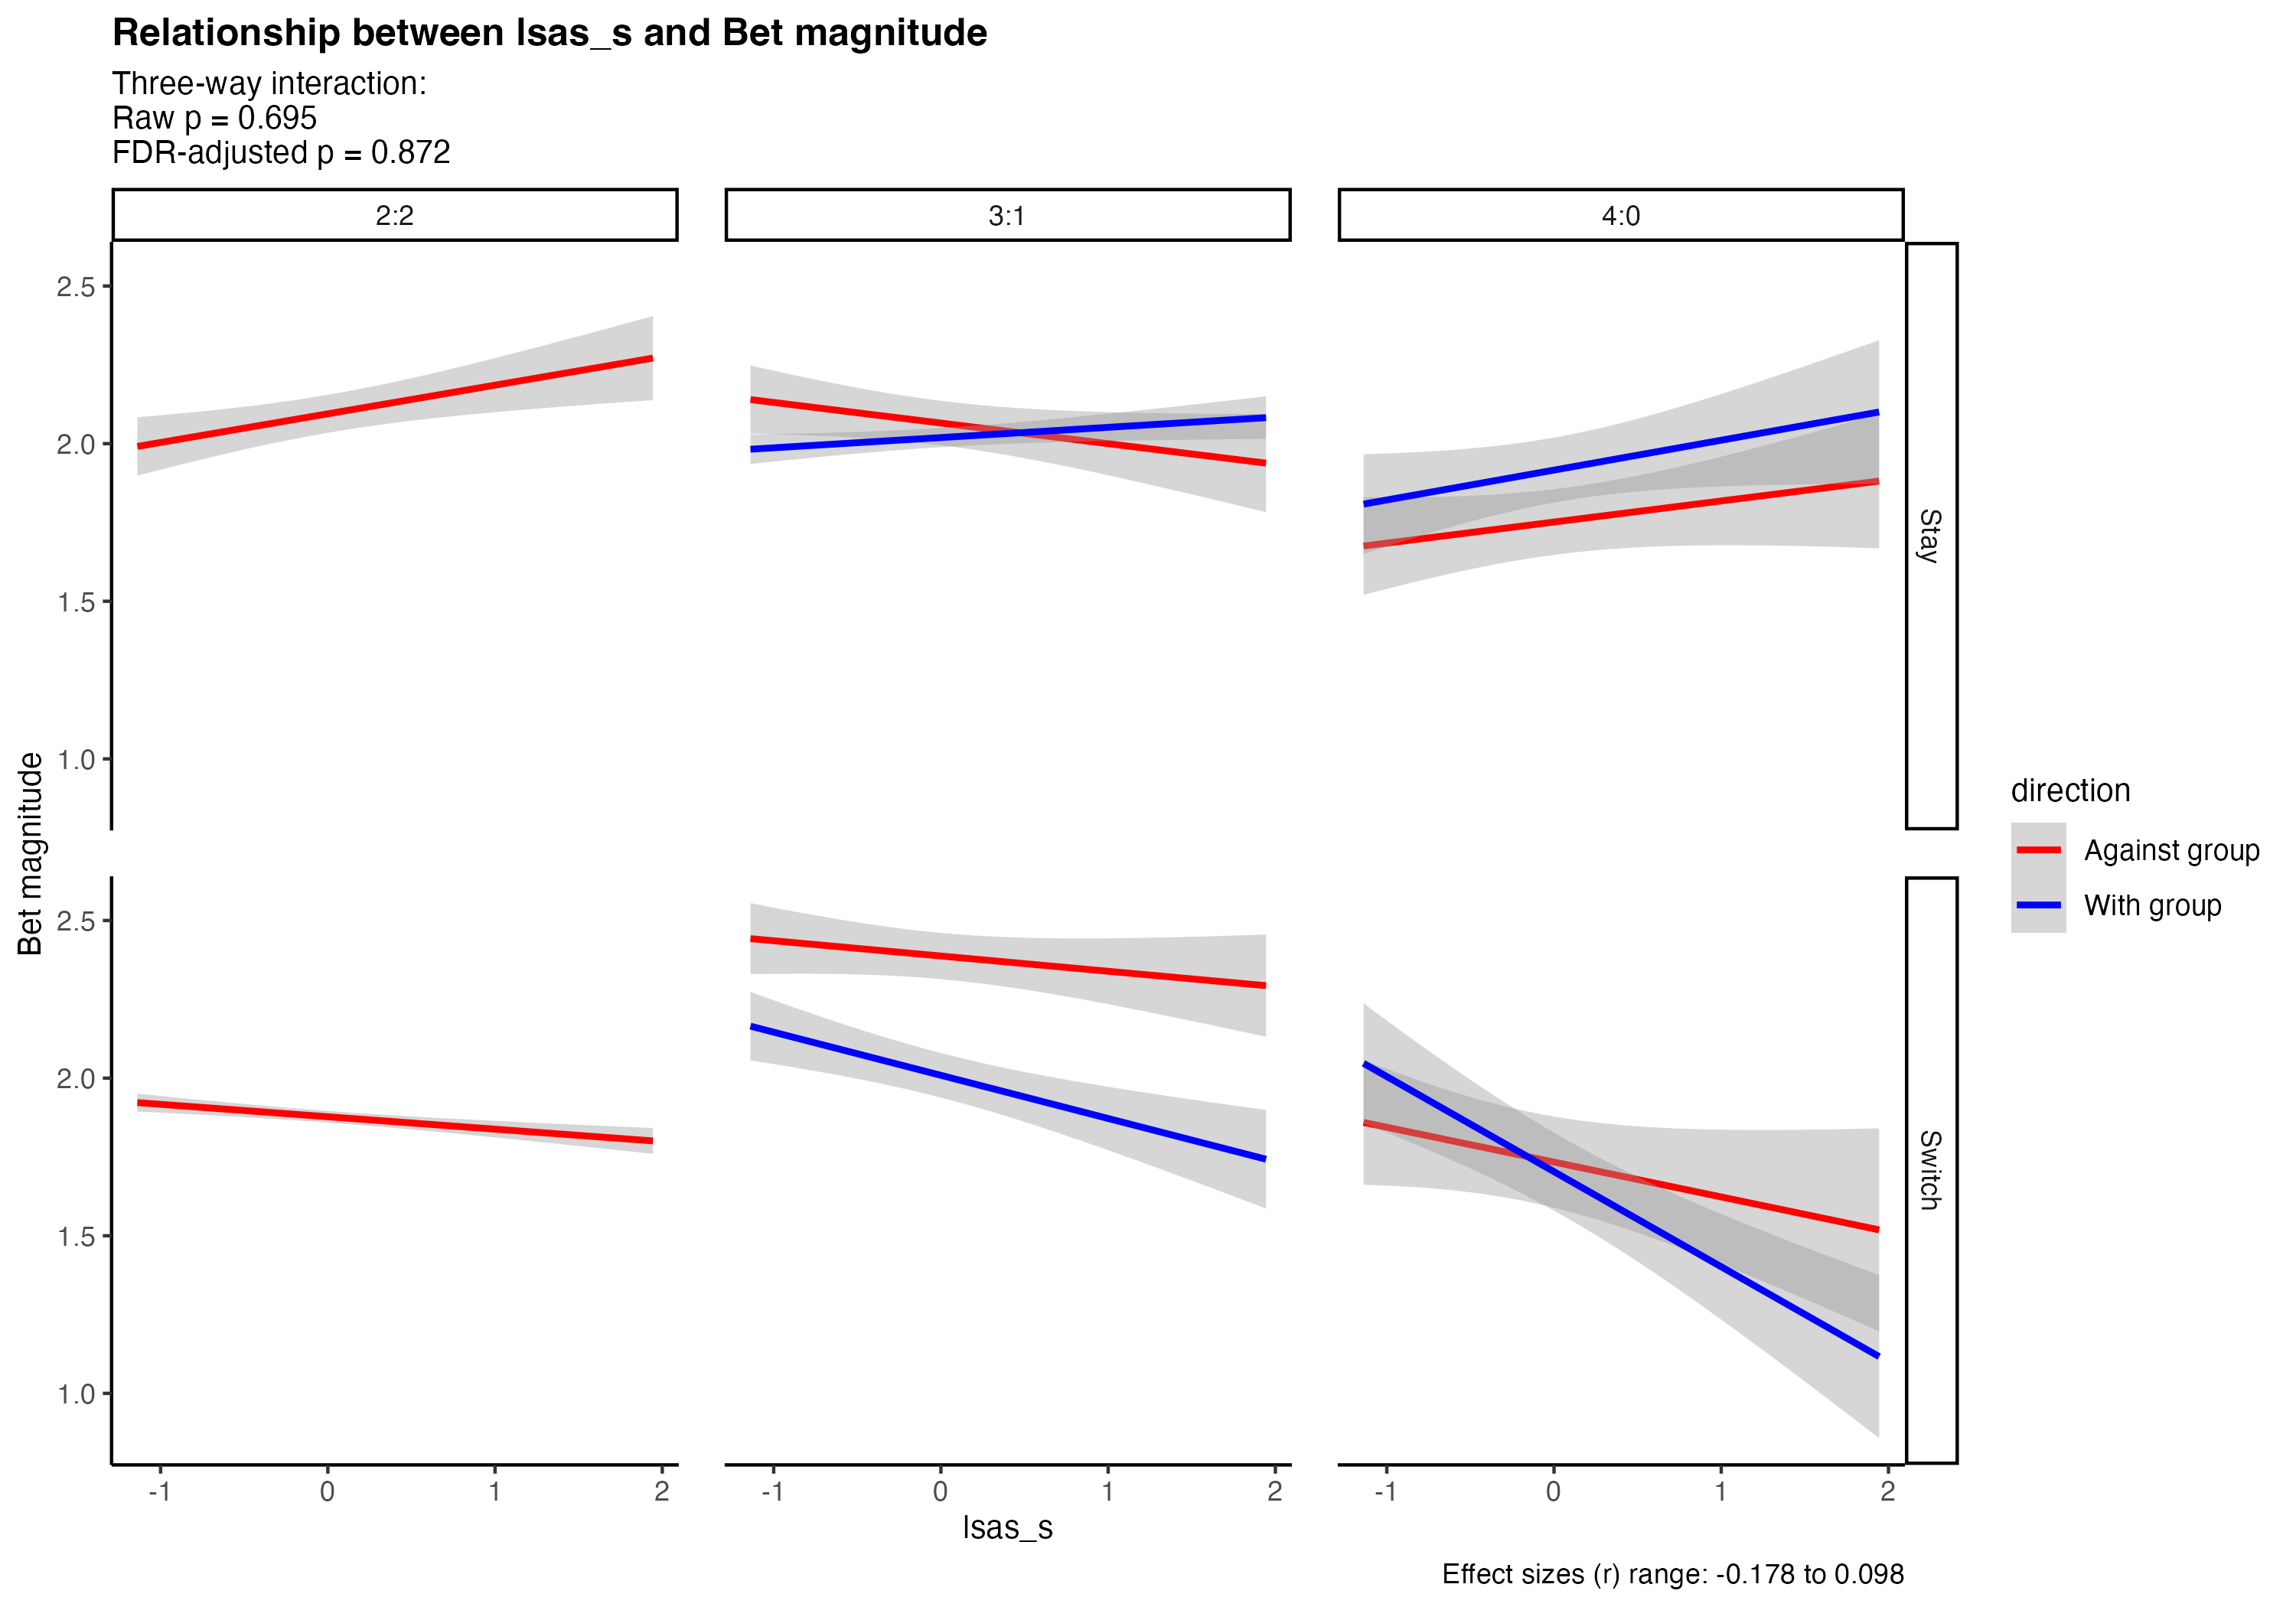 Relationship between lsas_s and Bet magnitude
Three-way interaction:
Raw p = 0.695
FDR-adjusted p = 0.872
2:2
3:1
4:0
2.5
2.0
1.5
1.0
Stay
Bet magnitude
2.5
2.0
1.5
1.0
Switch
direction
Against group
With group
-1
0
1
2
-1
0
1
2
-1
0
1
2
lsas_s
Effect sizes (r) range: -0.178 to 0.098